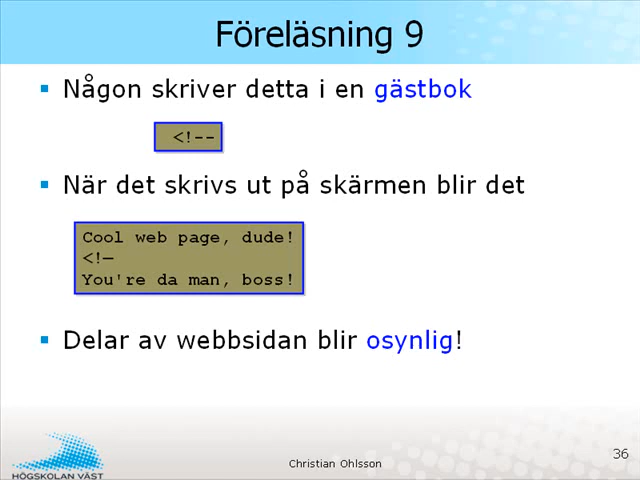 Föreläsning 9
Någon skriver detta i en gästbok
<!--
När det skrivs ut på skärmen blir det
Cool web page, dude!
<!—
You're da man, boss!
Delar av webbsidan blir osynlig!
HÖGSKOLAN VÄST
Christian Ohlsson
36